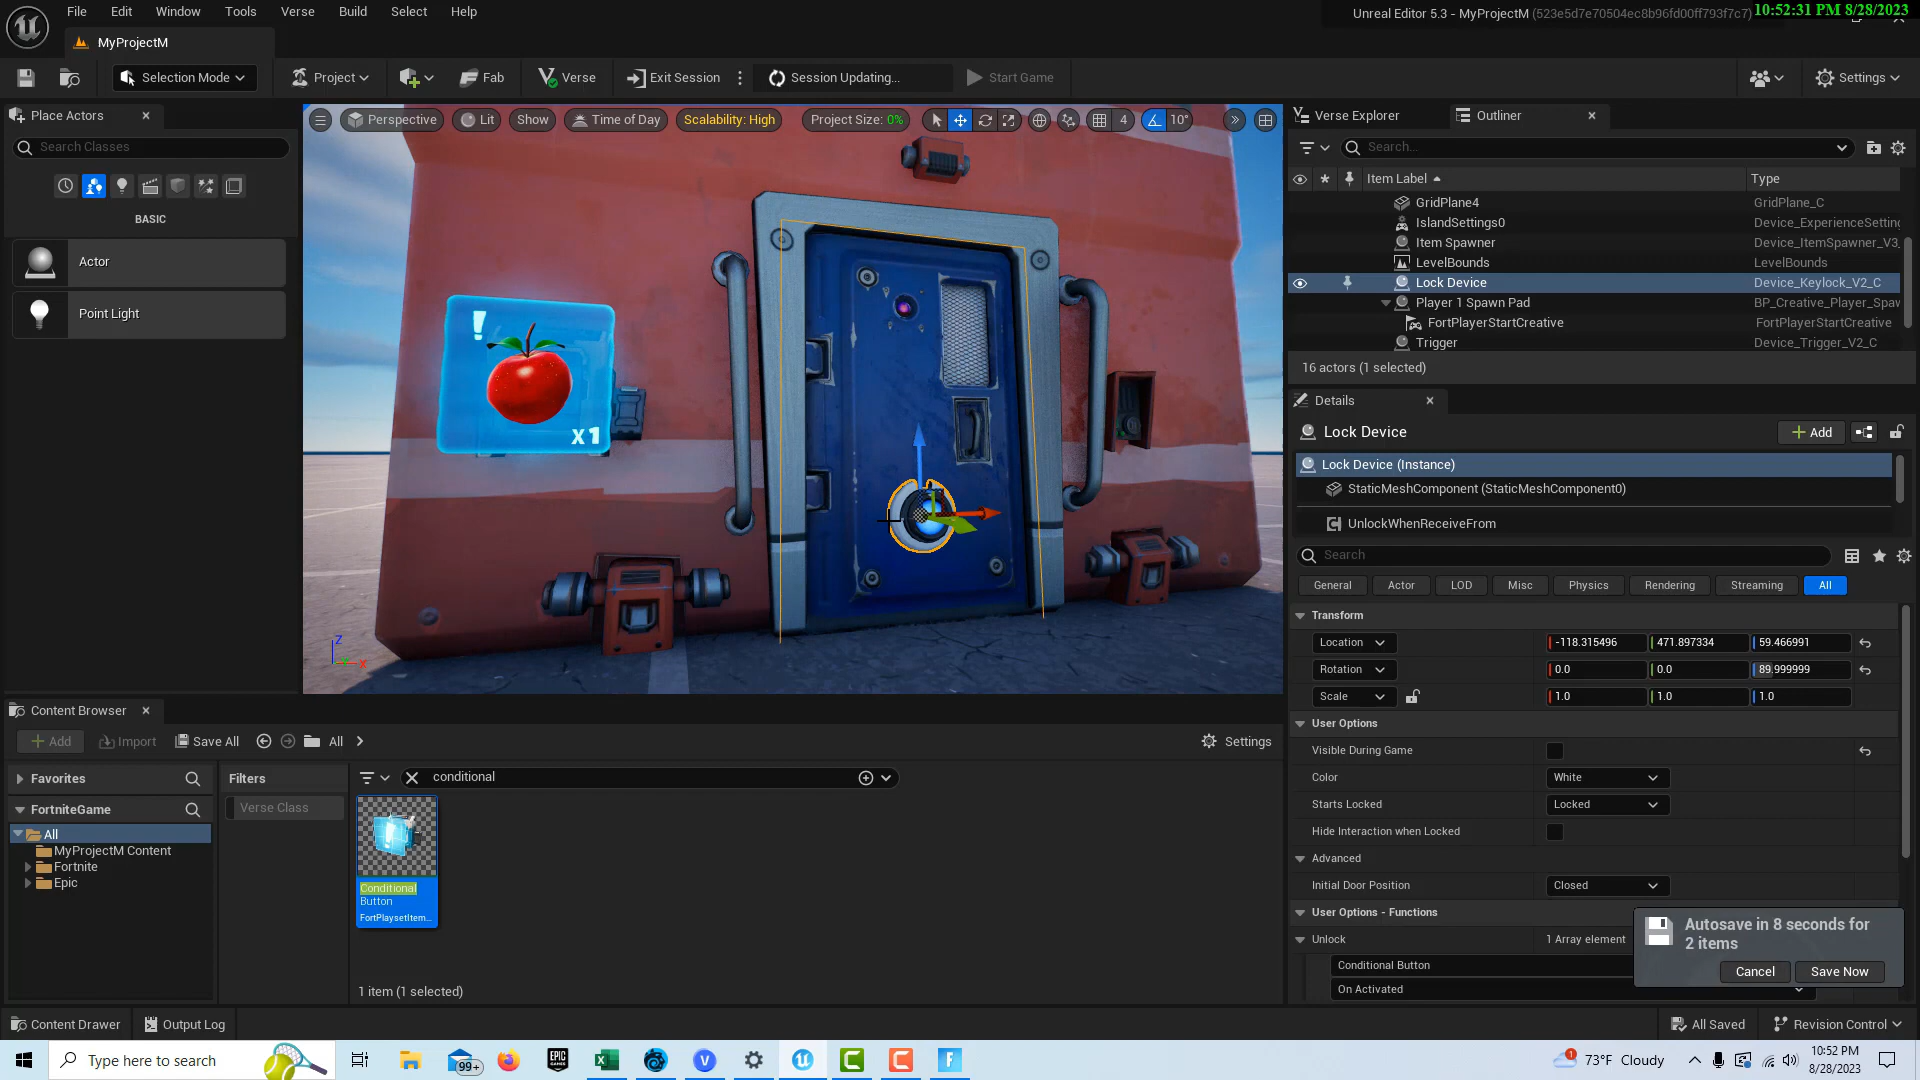 File Edit Window Tools Verse Build Select Help
Unreal Editor 5.3 - MyProjectM (523e5d7e70504ec8b96fd00ff793f7c7)
10:52:31 PM 8/28/2023
MyProjectM
Selection Mode Project Fab Verse Exit Session Session Updating... Start Game Settings
Place Actors
Search Classes
BASIC
Actor
Point Light
Perspective Lit Show Time of Day Scalability: High Project Size: 0% 4 10°
!
x1
Z
X
Verse Explorer Outliner
Search...
Item Label Type
GridPlane4 GridPlane_C
IslandSettings0 Device_ExperienceSetting
Item Spawner Device_ItemSpawner_V3_
LevelBounds LevelBounds
Lock Device Device_Keylock_V2_C
Player 1 Spawn Pad BP_Creative_Player_Spaw
FortPlayerStartCreative FortPlayerStartCreative
Trigger Device_Trigger_V2_C
16 actors (1 selected)
Details
Lock Device
Add
Lock Device (Instance)
StaticMeshComponent (StaticMeshComponent0)
UnlockWhenReceiveFrom
Search
General Actor LOD Misc Physics Rendering Streaming All
Transform
Location -118.315496 471.897334 59.466991
Rotation 0.0 0.0 89.999999
Scale 1.0 1.0 1.0
User Options
Visible During Game
Color White
Starts Locked Locked
Hide Interaction when Locked
Advanced
Initial Door Position Closed
User Options - Functions
Unlock 1 Array element
Conditional Button
On Activated
Autosave in 8 seconds for
2 items
Cancel Save Now
Content Browser
Add Import Save All All Settings
Favorites
FortniteGame
All
MyProjectM Content
Fortnite
Epic
Filters
Verse Class
conditional
Conditional
Button
FortPlaysetItem...
1 item (1 selected)
Content Drawer Output Log All Saved Revision Control
Type here to search
99+
EPIC
GAMES
1
73°F Cloudy
10:52 PM
8/28/2023